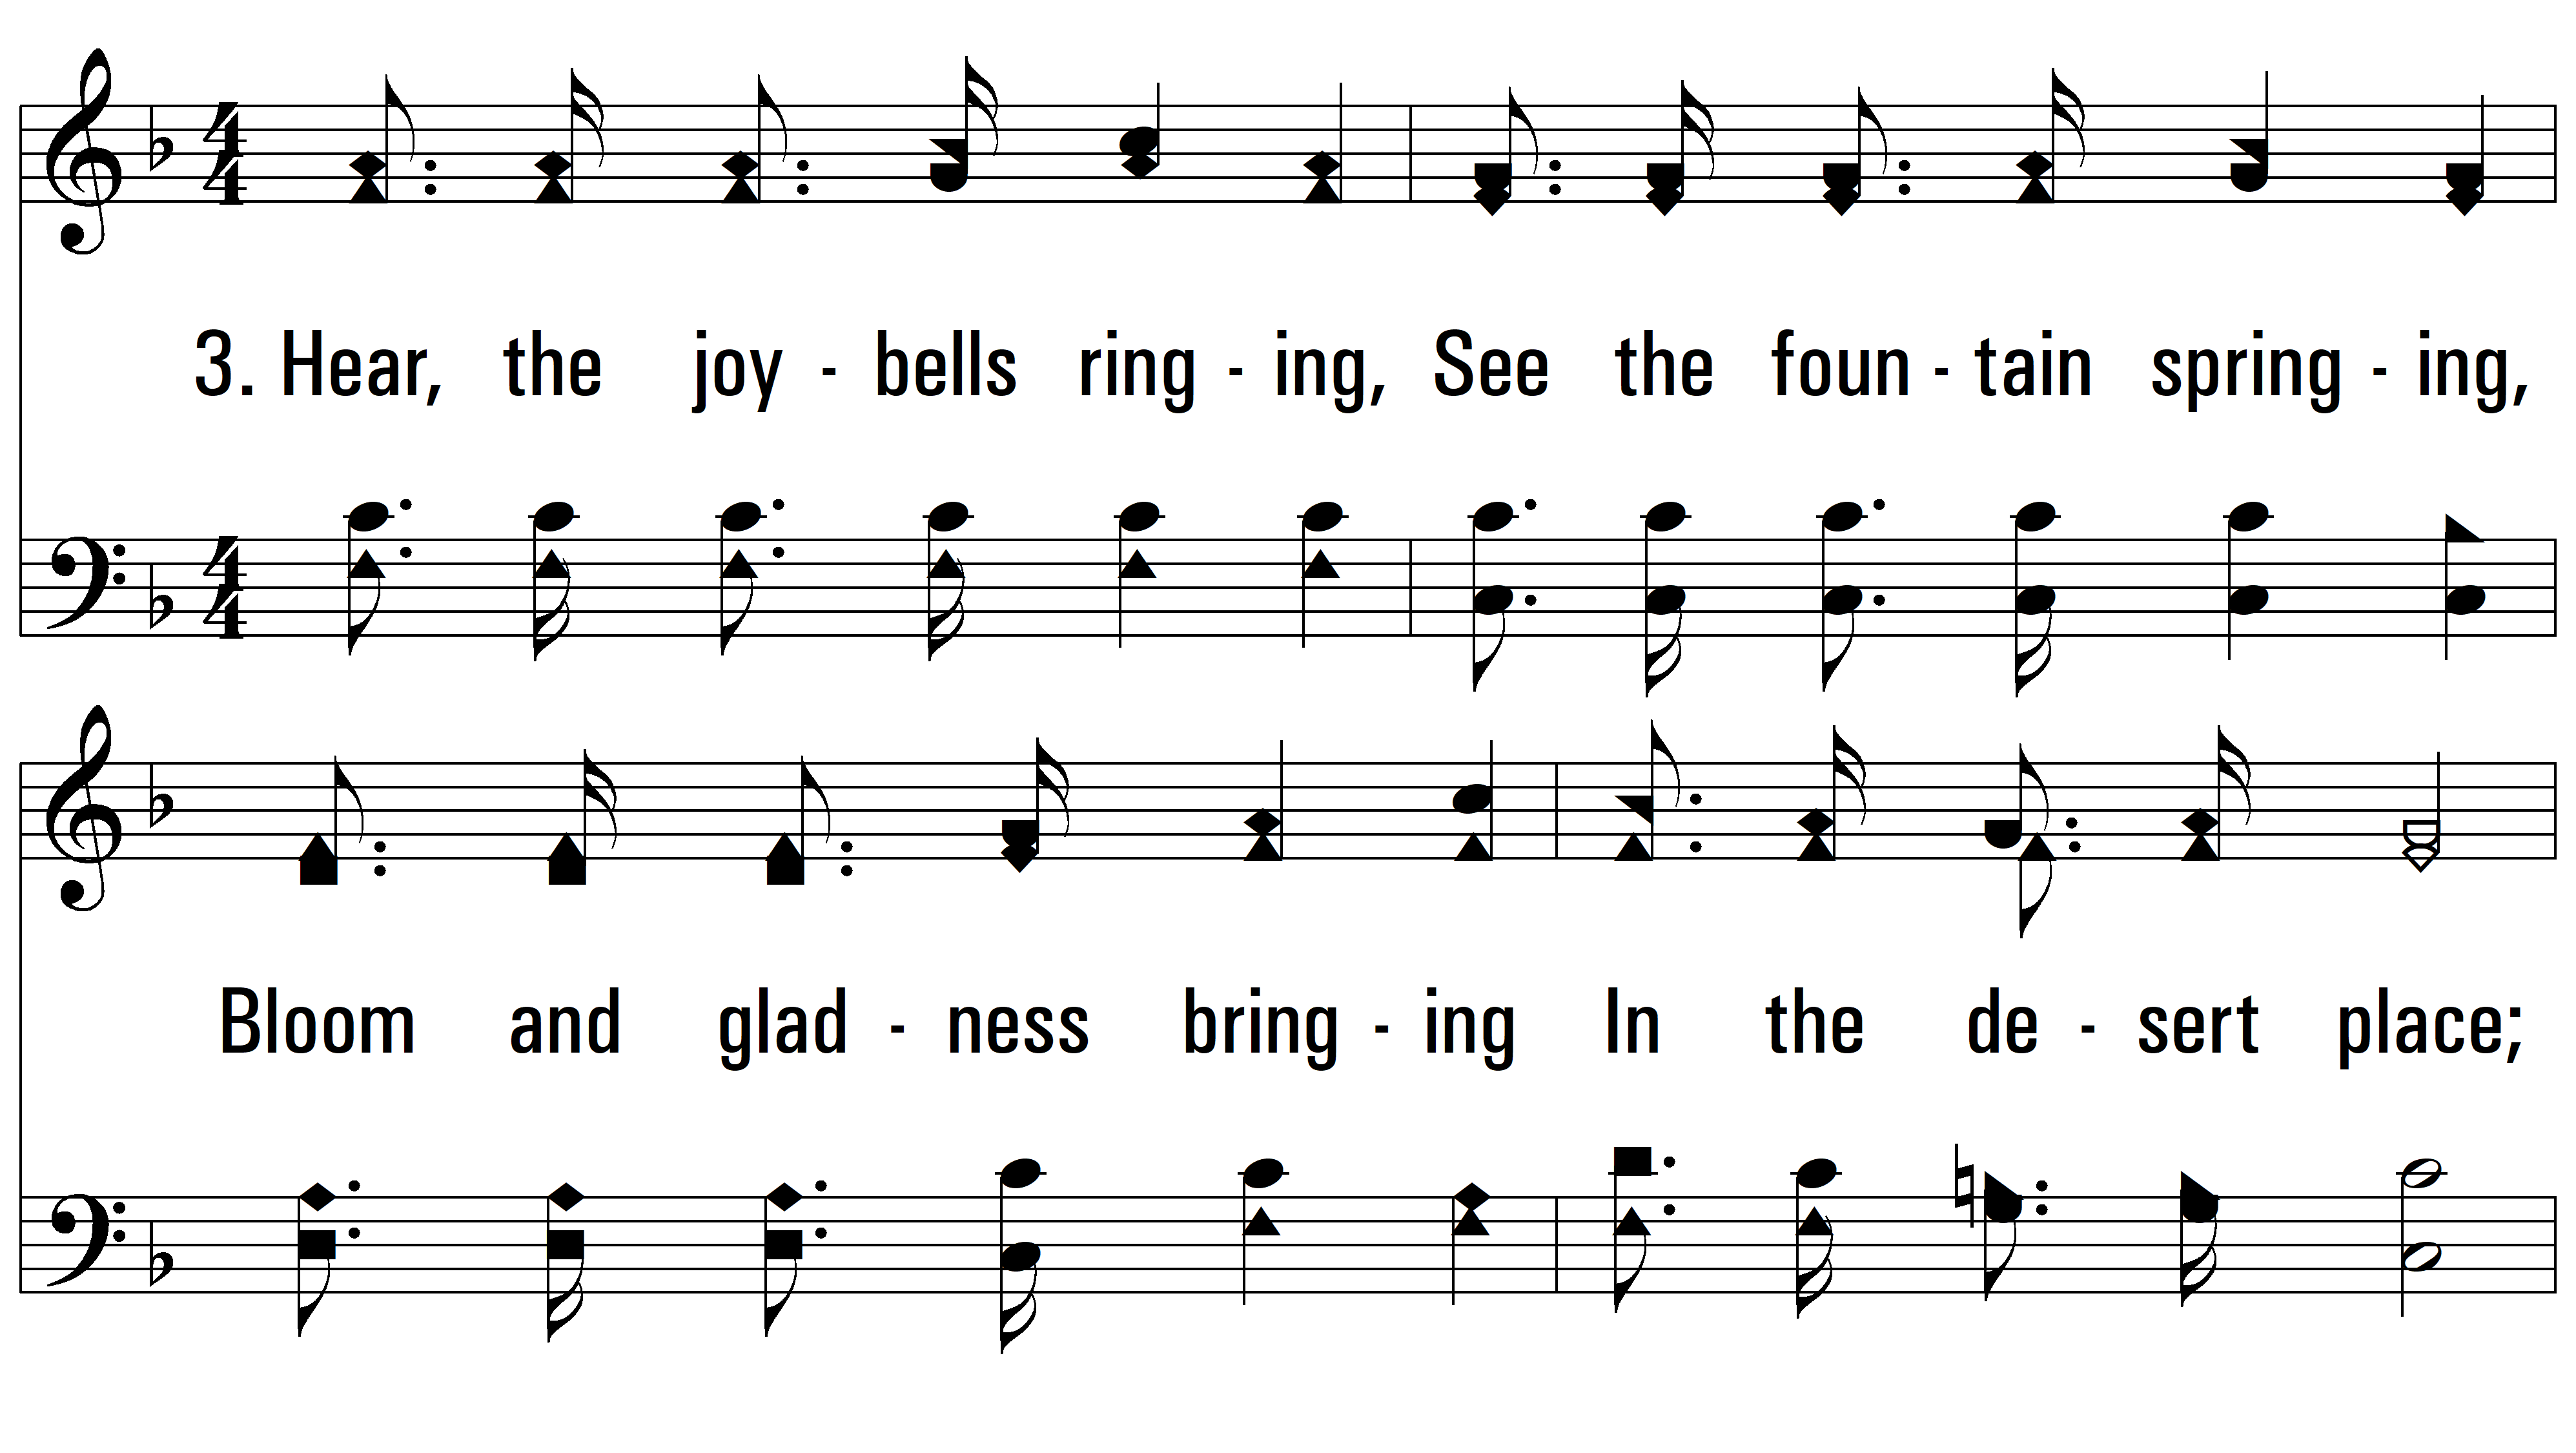 3. Hear, the joy - bells ring - ing, See the foun - tain spring - ing,
Bloom and glad - ness bring - ing In the de - sert place;